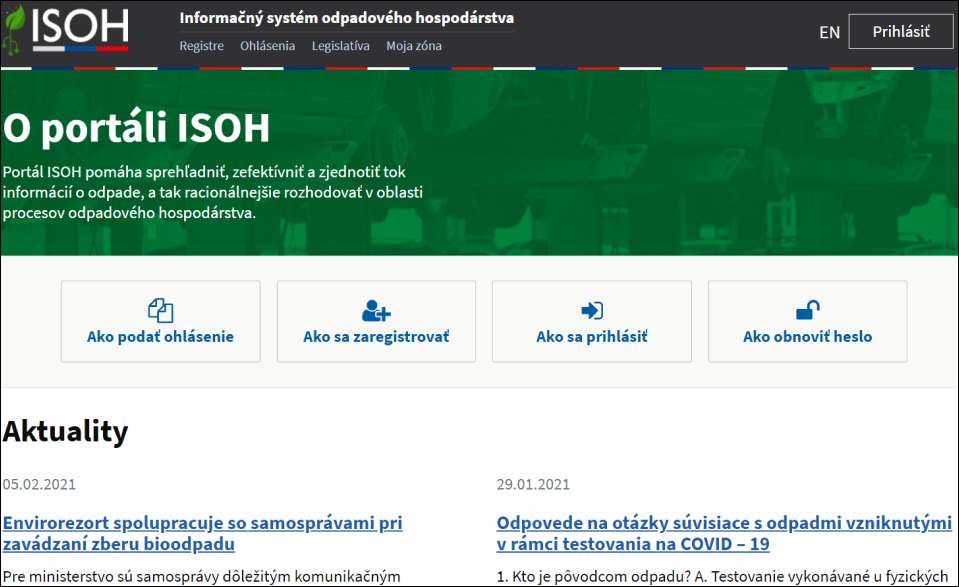 ISOH
Informačný systém odpadového hospodárstva
Registre Ohlásenia Legislatíva Moja zóna
EN Prihlásiť
O portáli ISOH
Portál ISOH pomáha sprehľadniť, zefektívniť a zjednotiť tok
informácií o odpade, a tak racionálnejšie rozhodovať v oblasti
procesov odpadového hospodárstva.
Ako podať ohlásenie
Ako sa zaregistrovať
Ako sa prihlásiť
Ako obnoviť heslo
Aktuality
05.02.2021
Envirorezort spolupracuje so samosprávami pri
zavádzaní zberu bioodpadu
Pre ministerstvo sú samosprávy dôležitým komunikačným
29.01.2021
Odpovede na otázky súvisiace s odpadmi vzniknutými
v rámci testovania na COVID – 19
1. Kto je pôvodcom odpadu? A. Testovanie vykonávané u fyzických